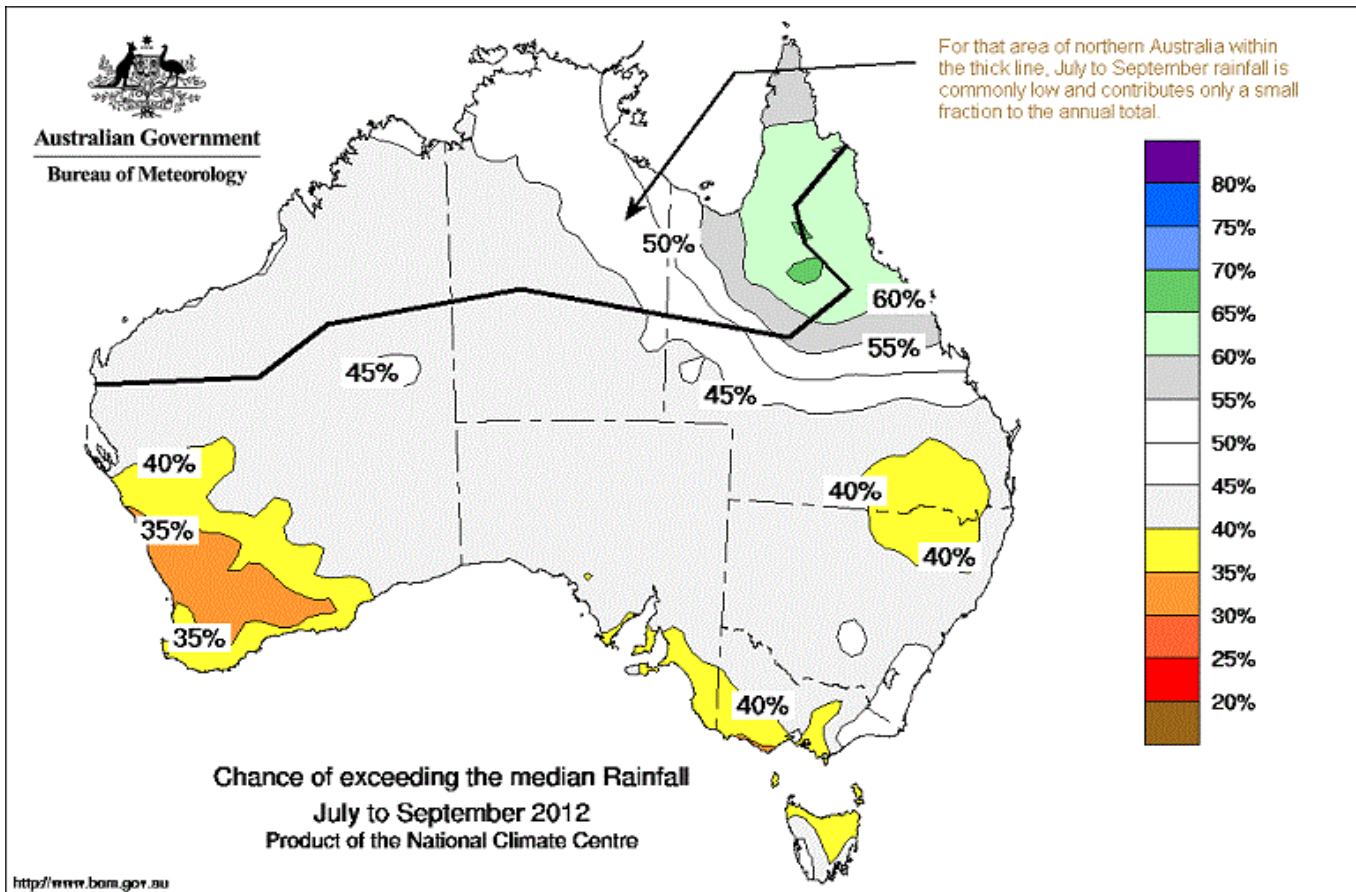 For that area of northern Australia within
the thick line, July to September rainfall is
commonly low and contributes only a small
fraction to the annual total.
Australian Government
Bureau of Meteorology
80%
75%
70%
65%
60%
55%
50%
45%
40%
35%
30%
25%
20%
50%
60%
55%
45%
45%
40%
40%
35%
40%
35%
40%
Chance of exceeding the median Rainfall
July to September 2012
Product of the National Climate Centre
http://www.bom.gov.au